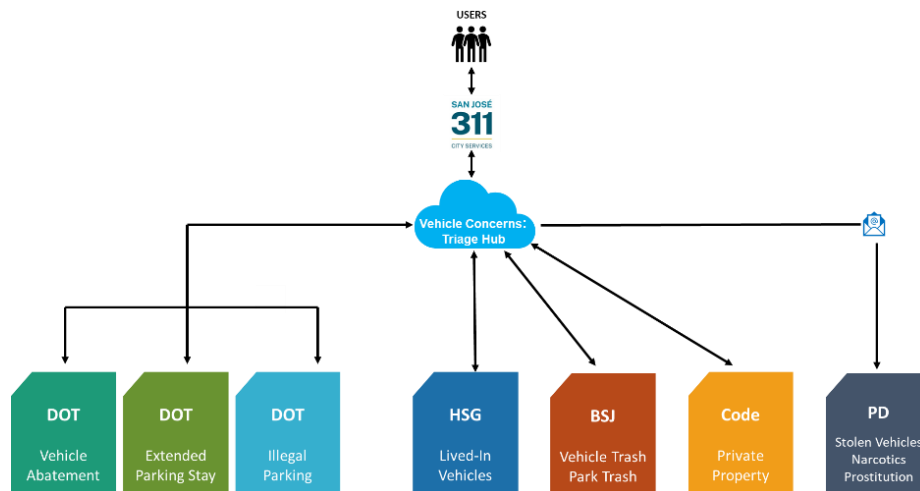 USERS
SAN JOSÉ
311
CITY SERVICES
Vehicle Concerns:
Triage Hub
@
DOT
Vehicle
Abatement
DOT
Extended
Parking Stay
DOT
Illegal
Parking
HSG
Lived-In
Vehicles
BSJ
Vehicle Trash
Park Trash
Code
Private
Property
PD
Stolen Vehicles
Narcotics
Prostitution